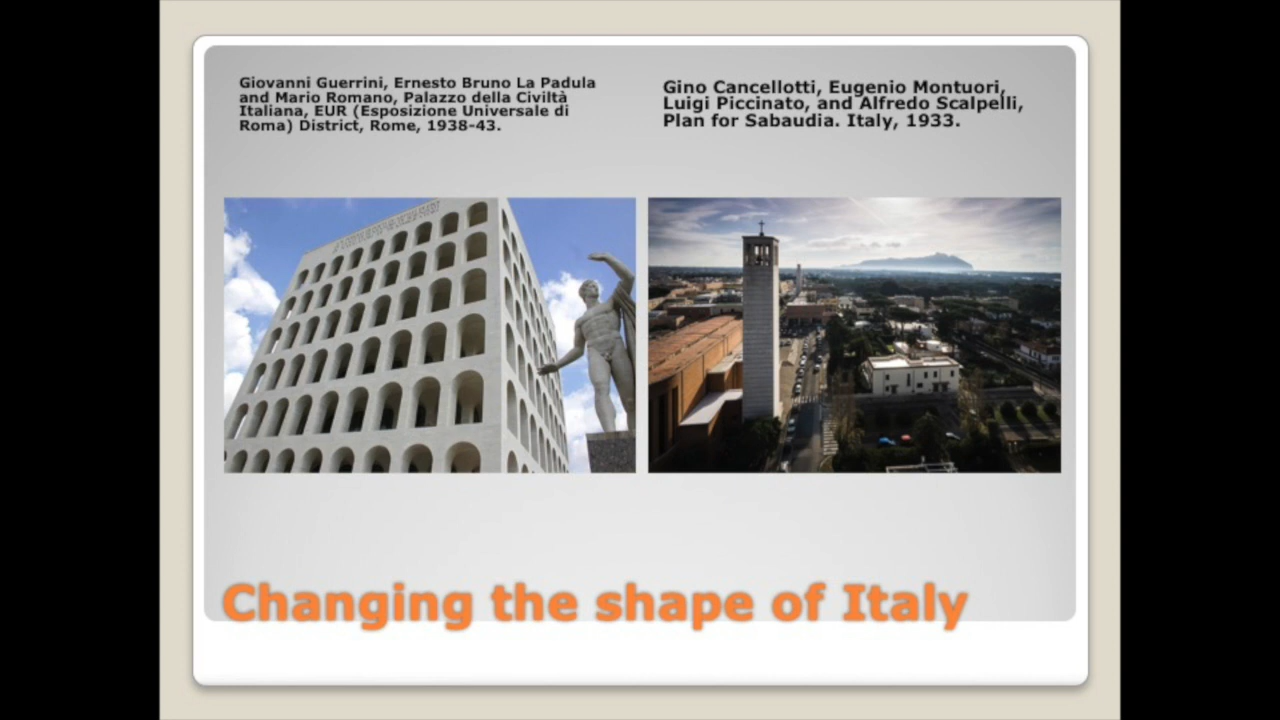 Giovanni Guerrini, Ernesto Bruno La Padula
and Mario Romano, Palazzo della Civiltà
Italiana, EUR (Esposizione Universale di
Roma) District, Rome, 1938-43.
Gino Cancellotti, Eugenio Montuori,
Luigi Piccinato, and Alfredo Scalpelli,
Plan for Sabaudia. Italy, 1933.
Changing the shape of Italy